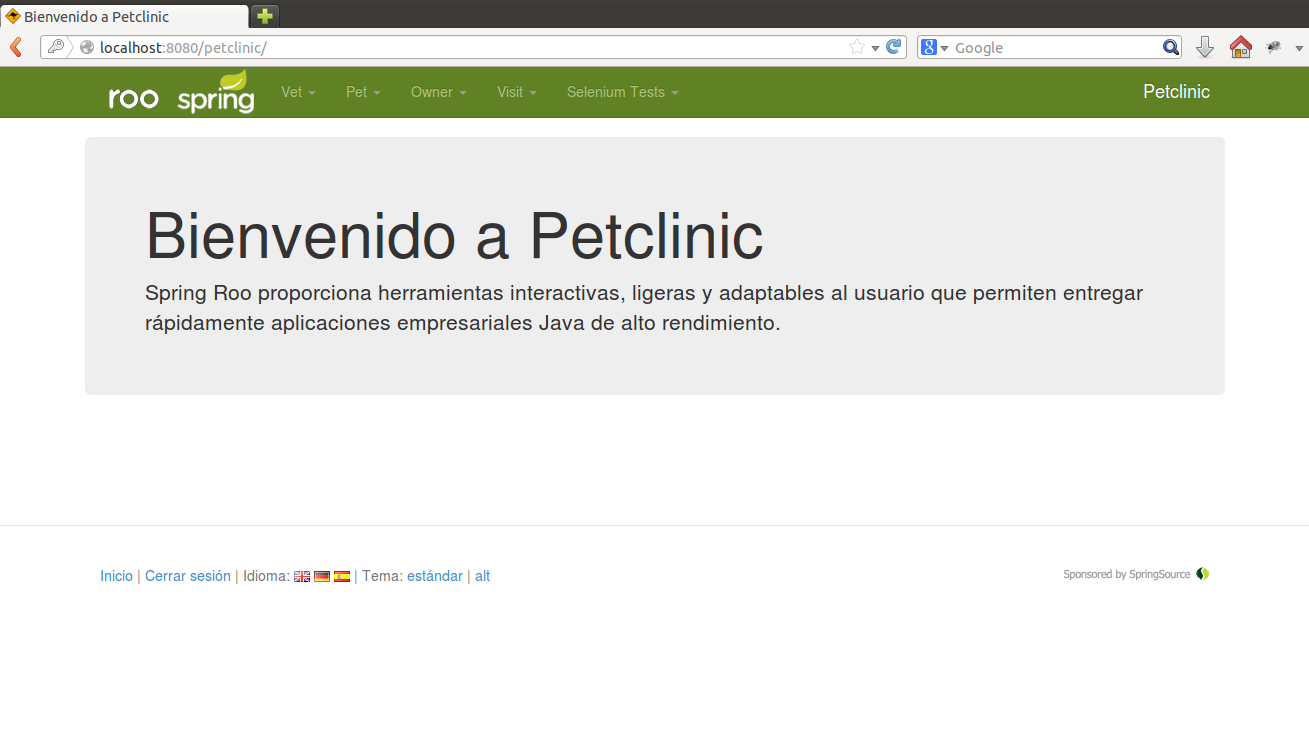 Bienvenido a Petclinic
localhost:8080/petclinic/
Google
roo spring Vet Pet Owner Visit Selenium Tests Petclinic
Bienvenido a Petclinic
Spring Roo proporciona herramientas interactivas, ligeras y adaptables al usuario que permiten entregar
rápidamente aplicaciones empresariales Java de alto rendimiento.
Inicio | Cerrar sesión | Idioma: | Tema: estándar | alt
Sponsored by SpringSource